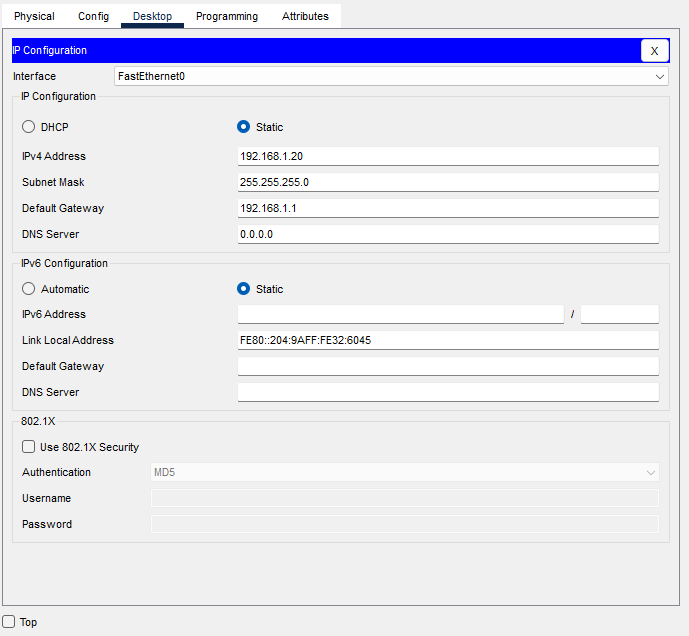 Physical Config Desktop Programming Attributes
IP Configuration X
Interface FastEthernet0
IP Configuration
DHCP Static
IPv4 Address 192.168.1.20
Subnet Mask 255.255.255.0
Default Gateway 192.168.1.1
DNS Server 0.0.0.0
IPv6 Configuration
Automatic Static
IPv6 Address /
Link Local Address FE80::204:9AFF:FE32:6045
Default Gateway
DNS Server
802.1X
Use 802.1X Security
Authentication MD5
Username
Password
Top